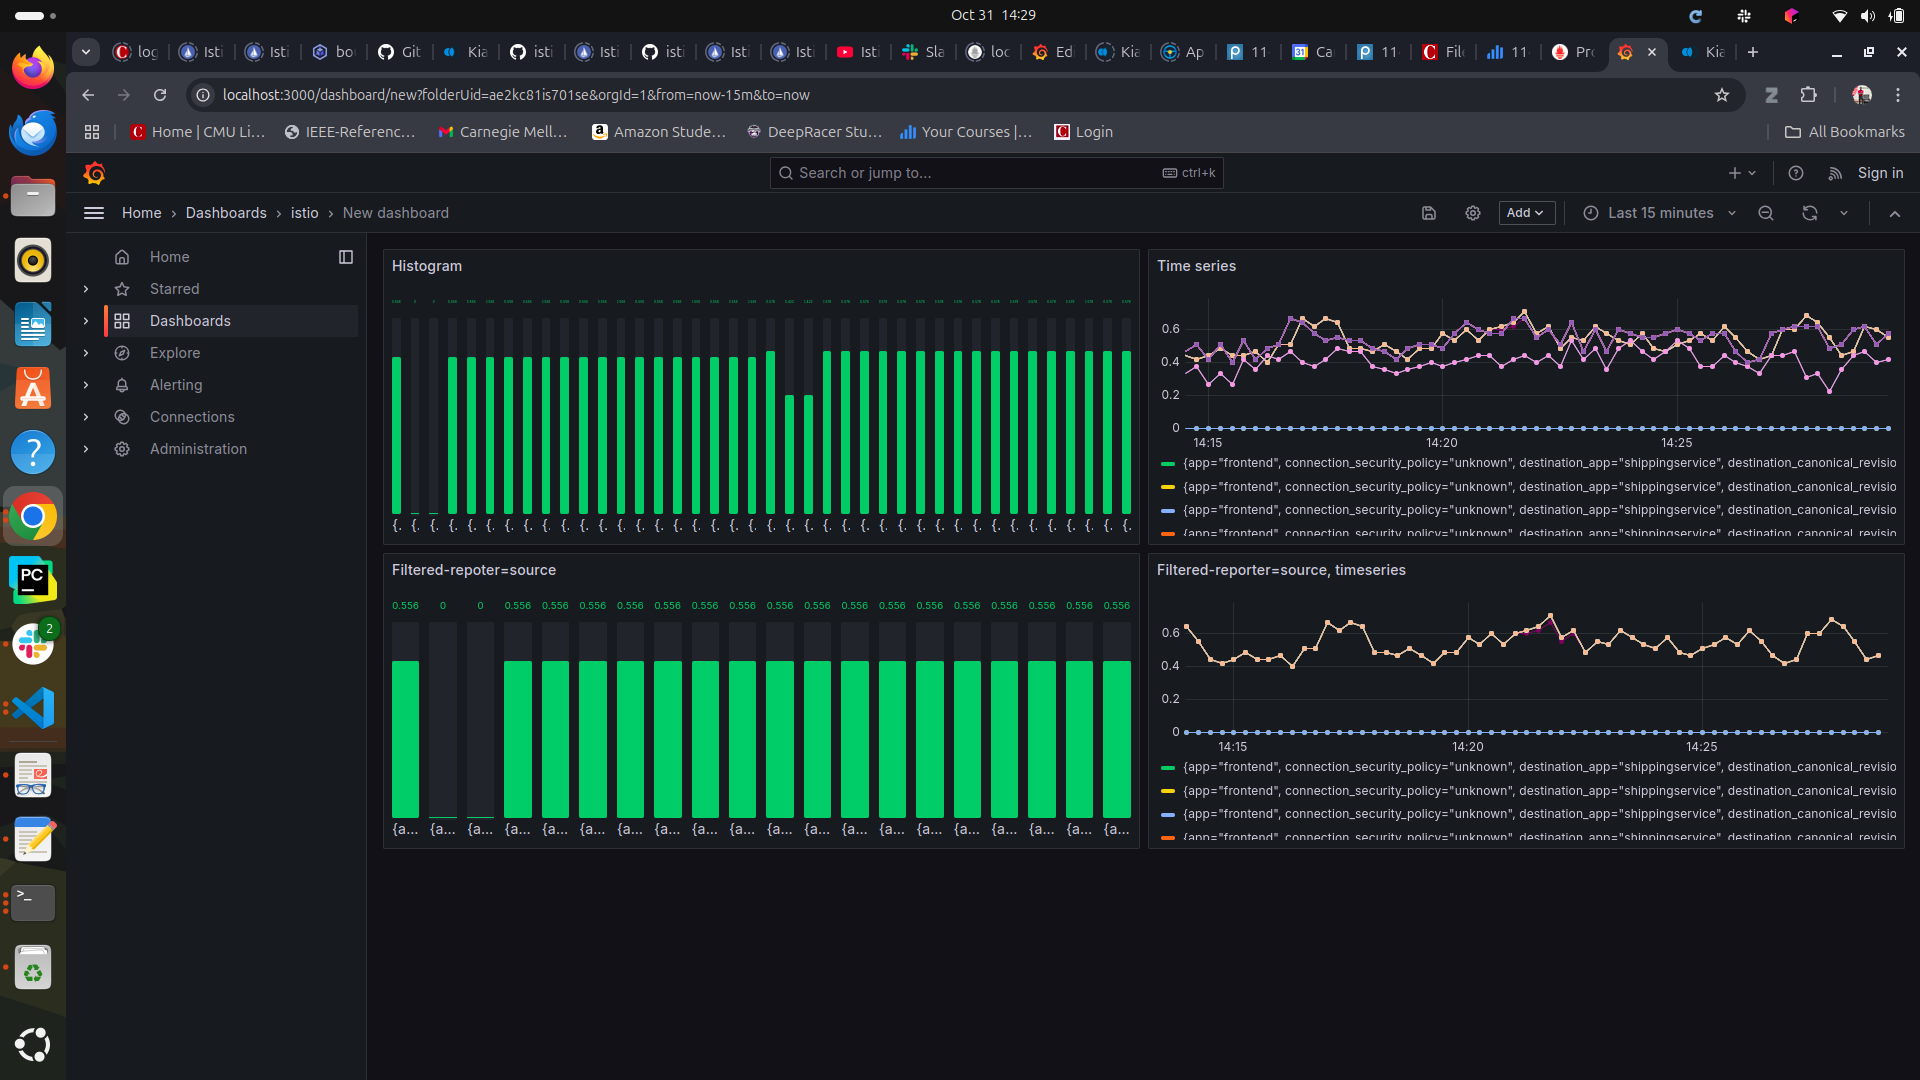 Oct 31 14:29
log
Isti
Isti
bo
Git
Kia
isti
Isti
isti
Isti
Isti
Isti
Sla
loc
Edi
Kia
Ap
11
Ca
11
File
11
Pro
Kia
localhost:3000/dashboard/new?folderUid=ae2kc81is701se&orgId=1&from=now-15m&to=now
Home | CMU Li...
IEEE-Referenc...
Carnegie Mell...
Amazon Stude...
DeepRacer Stu...
Your Courses |...
Login
All Bookmarks
Search or jump to...
ctrl+k
Sign in
Home › Dashboards › istio › New dashboard
Add
Last 15 minutes
Home
Starred
Dashboards
Explore
Alerting
Connections
Administration
Histogram
{. {. {. {. {. {. {. {. {. {. {. {. {. {. {. {. {. {. {. {. {. {. {. {. {. {. {. {. {. {. {. {. {. {. {. {. {. {. {. {.
Time series
0.6
0.4
0.2
0
14:15 14:20 14:25
{app="frontend", connection_security_policy="unknown", destination_app="shippingservice", destination_canonical_revisio
{app="frontend", connection_security_policy="unknown", destination_app="shippingservice", destination_canonical_revisio
{app="frontend", connection_security_policy="unknown", destination_app="shippingservice", destination_canonical_revisio
{app="frontend", connection_security_policy="unknown", destination_app="shippingservice", destination_canonical_revisio
Filtered-repoter=source
0.556 0 0 0.556 0.556 0.556 0.556 0.556 0.556 0.556 0.556 0.556 0.556 0.556 0.556 0.556 0.556 0.556 0.556 0.556
{a... {a... {a... {a... {a... {a... {a... {a... {a... {a... {a... {a... {a... {a... {a... {a... {a... {a... {a... {a...
Filtered-reporter=source, timeseries
0.6
0.4
0.2
0
14:15 14:20 14:25
{app="frontend", connection_security_policy="unknown", destination_app="shippingservice", destination_canonical_revisio
{app="frontend", connection_security_policy="unknown", destination_app="shippingservice", destination_canonical_revisio
{app="frontend", connection_security_policy="unknown", destination_app="shippingservice", destination_canonical_revisio
{app="frontend", connection_security_policy="unknown", destination_app="shippingservice", destination_canonical_revisio
PC
2